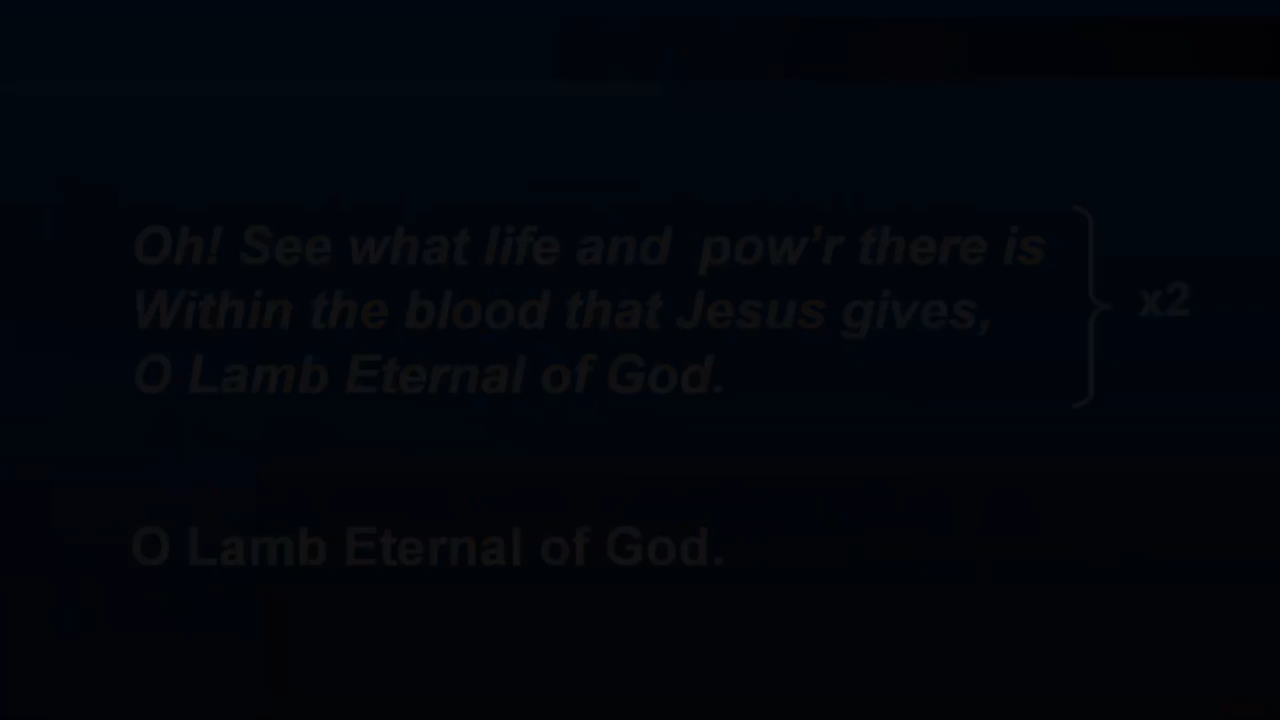 Oh! See what life and pow'r there is
Within the blood that Jesus gives,
x2
O Lamb Eternal of God.
O Lamb Eternal of God.